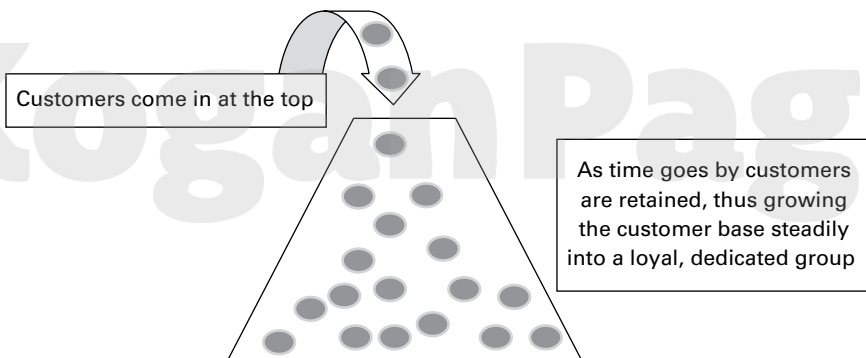 Customers come in at the top
As time goes by customers
are retained, thus growing
the customer base steadily
into a loyal, dedicated group